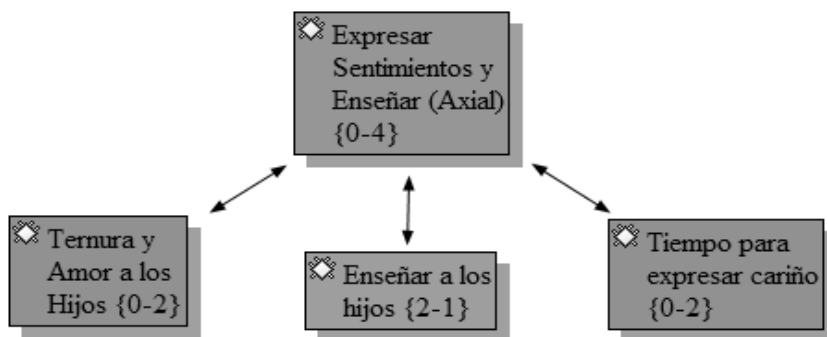 Expresar
Sentimientos y
Enseñar (Axial)
{0-4}
Ternura y
Amor a los
Hijos {0-2}
Enseñar a los
hijos {2-1}
Tiempo para
expresar cariño
{0-2}